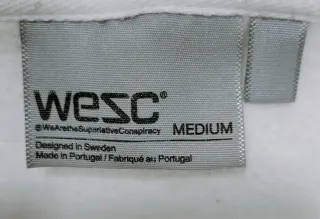 wesc®
@WeAretheSuperlativeConspiracy MEDIUM
Designed in Sweden
Made in Portugal / Fabriqué au Portugal